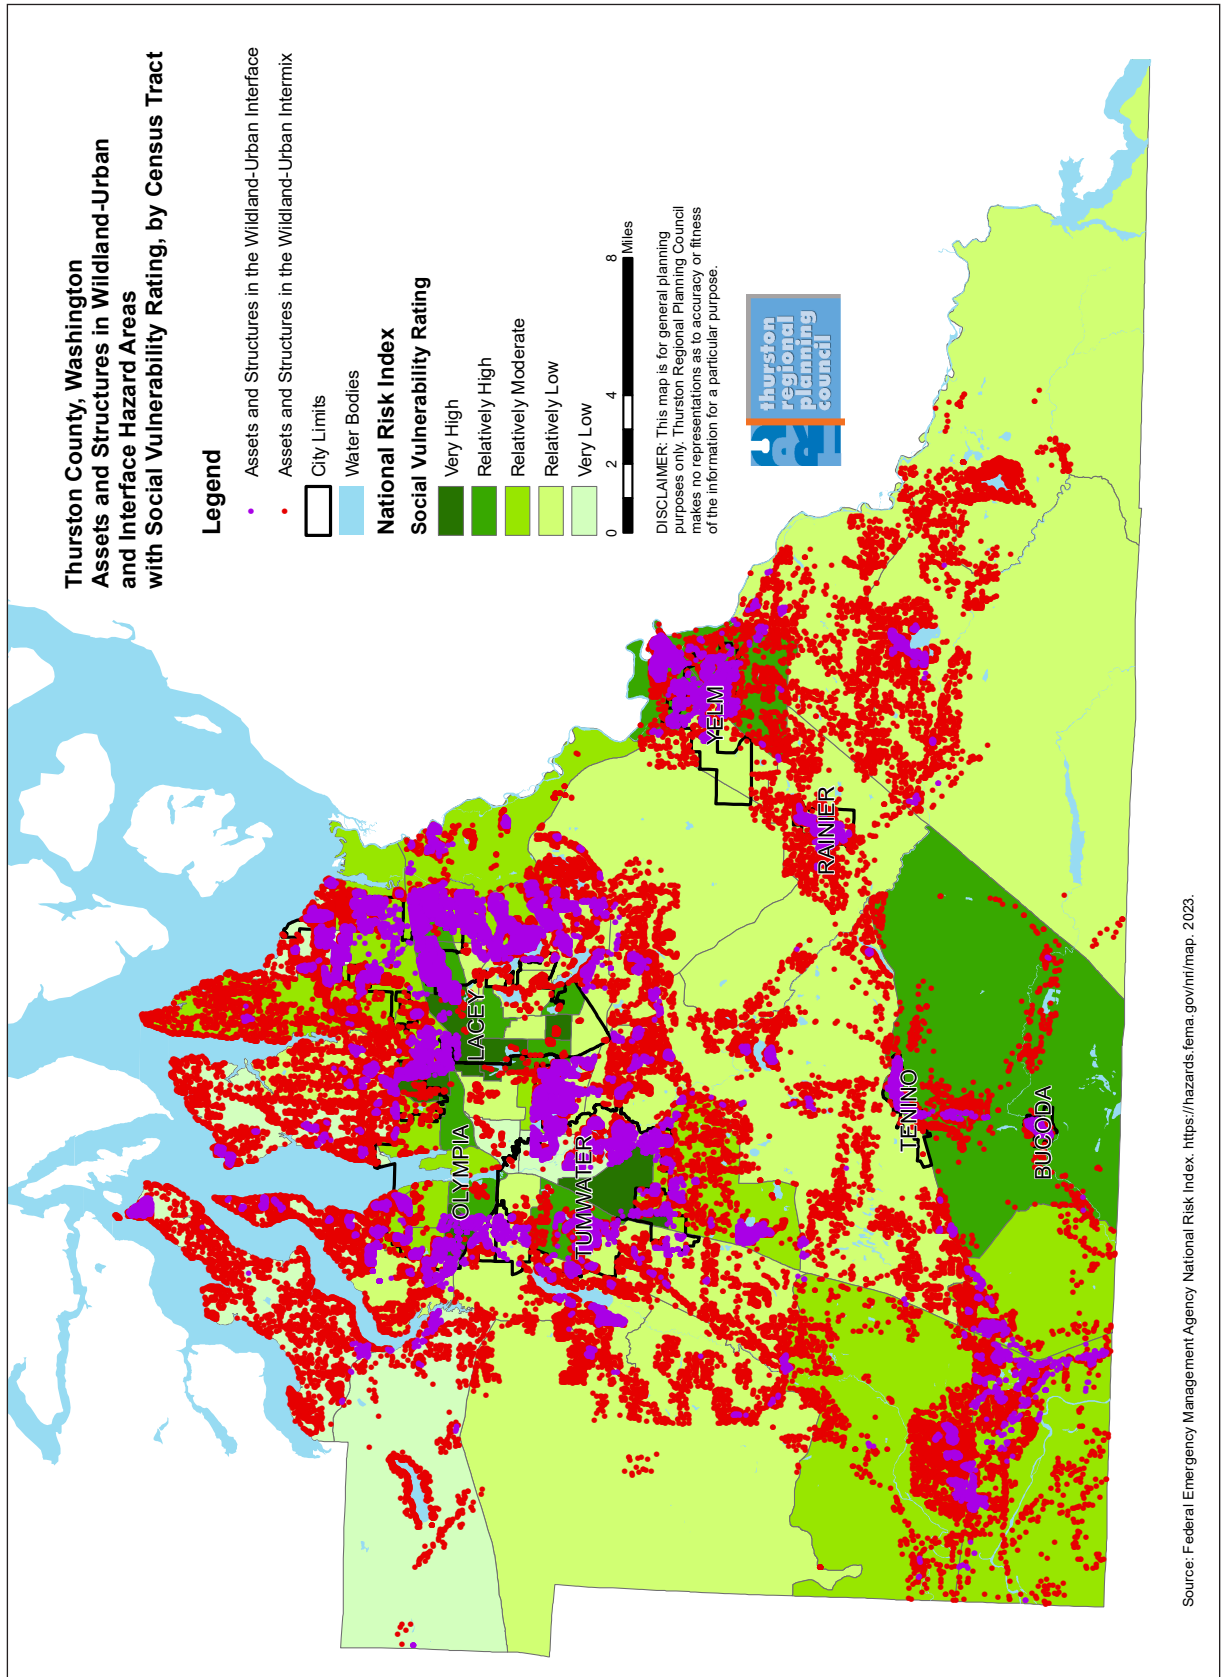 Thurston County, Washington
Assets and Structures in Wildland-Urban
and Interface Hazard Areas
with Social Vulnerability Rating, by Census Tract
Legend
Assets and Structures in the Wildland-Urban Interface
Assets and Structures in the Wildland-Urban Intermix
City Limits
Water Bodies
National Risk Index
Social Vulnerability Rating
Very High
Relatively High
Relatively Moderate
Relatively Low
Very Low
0 2 4 8
Miles
DISCLAIMER: This map is for general planning
purposes only. Thurston Regional Planning Council
makes no representations as to accuracy or fitness
of the information for a particular purpose.
TRPC
thurston
regional
planning
council
OLYMPIA
LACEY
TUMWATER
YELM
RAINIER
TENINO
BUCODA
Source: Federal Emergency Management Agency National Risk Index. https://hazards.fema.gov/nri/map. 2023.